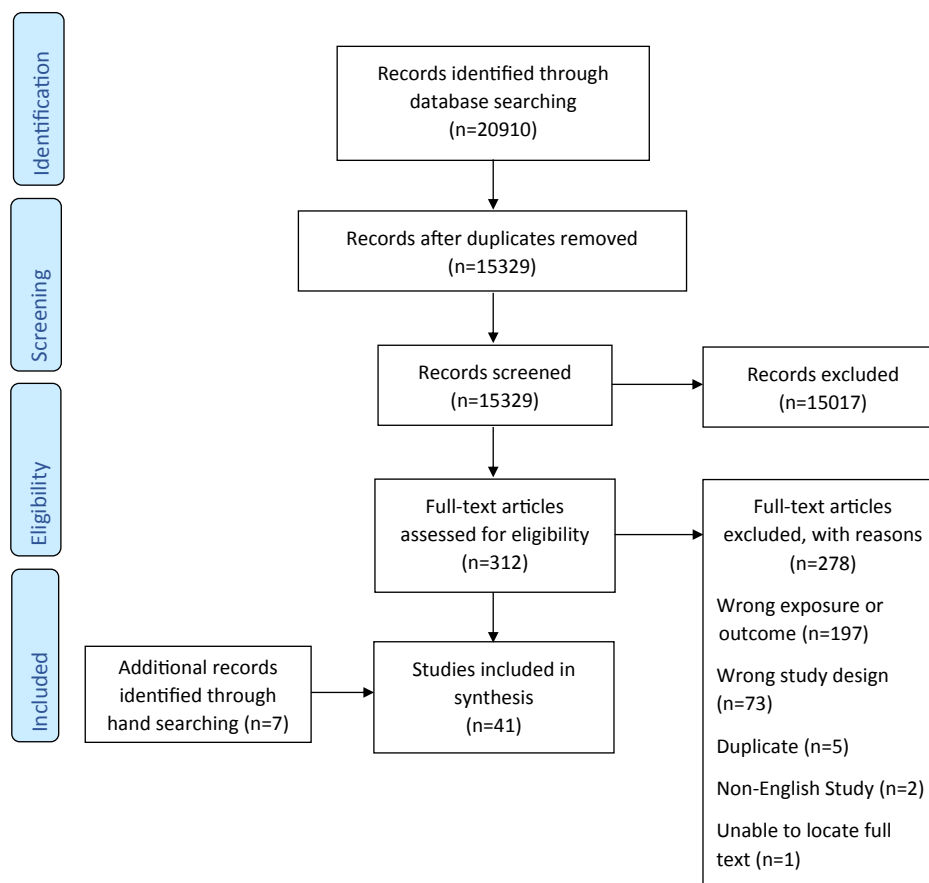 Identification
Records identified through
database searching
(n=20910)
Records after duplicates removed
(n=15329)
Screening
Records screened
(n=15329)
Records excluded
(n=15017)
Eligibility
Full-text articles
assessed for eligibility
(n=312)
Full-text articles
excluded, with reasons
(n=278)
Wrong exposure or
outcome (n=197)
Wrong study design
(n=73)
Duplicate (n=5)
Non-English Study (n=2)
Unable to locate full
text (n=1)
Included
Additional records
identified through
hand searching (n=7)
Studies included in
synthesis
(n=41)